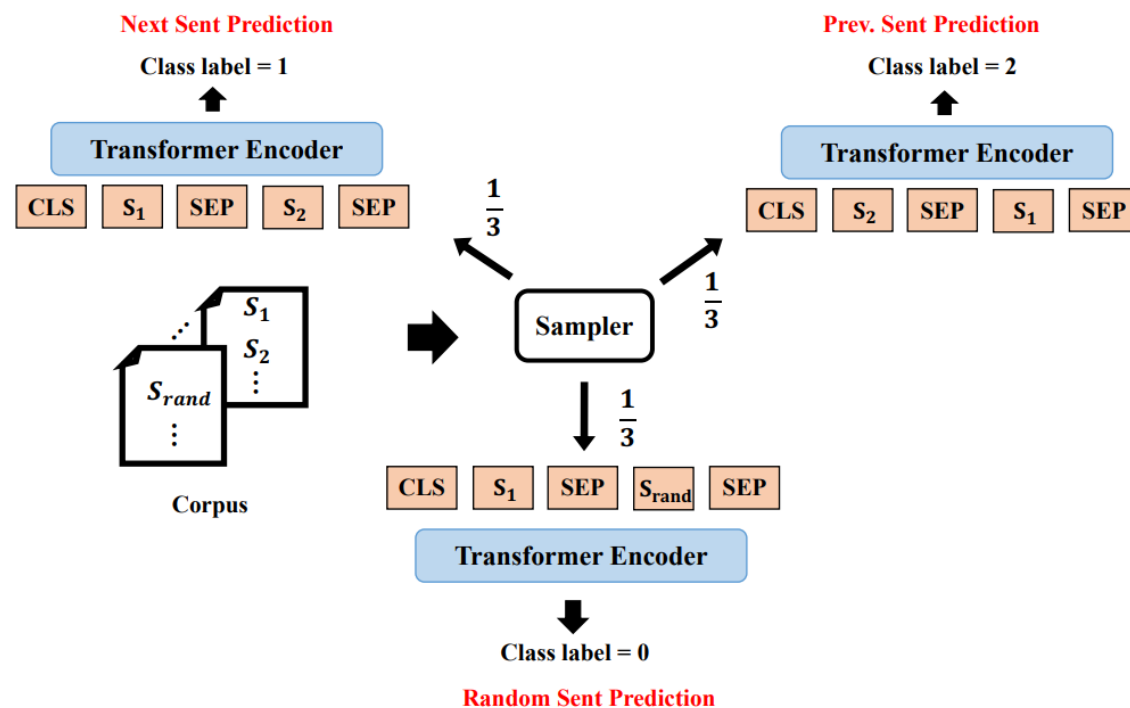 Next Sent Prediction
Class label = 1
Transformer Encoder
CLS S₁ SEP S₂ SEP
Prev. Sent Prediction
Class label = 2
Transformer Encoder
CLS S₂ SEP S₁ SEP
1/3
1/3
Sampler
1/3
S₁
S₂
⋮
⋰
S_rand
⋮
Corpus
CLS S₁ SEP S_rand SEP
Transformer Encoder
Class label = 0
Random Sent Prediction